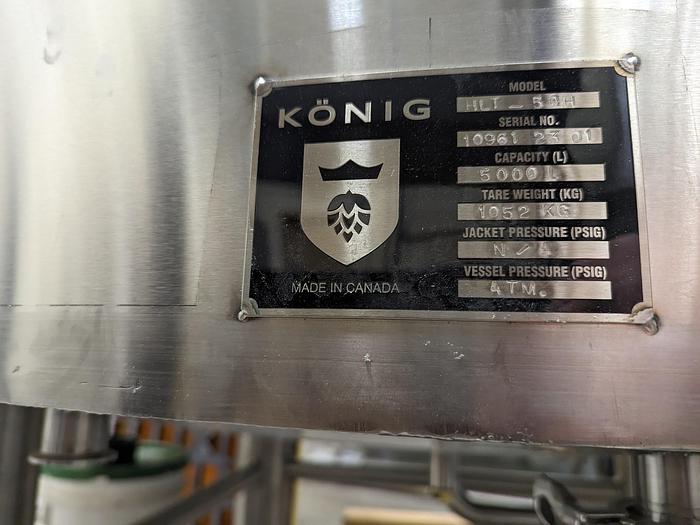 KÖNIG
MADE IN CANADA
MODEL
HLT - 50H
SERIAL NO.
10961 23 01
CAPACITY (L)
5000 L
TARE WEIGHT (KG)
1052 KG
JACKET PRESSURE (PSIG)
N/A
VESSEL PRESSURE (PSIG)
ATM.